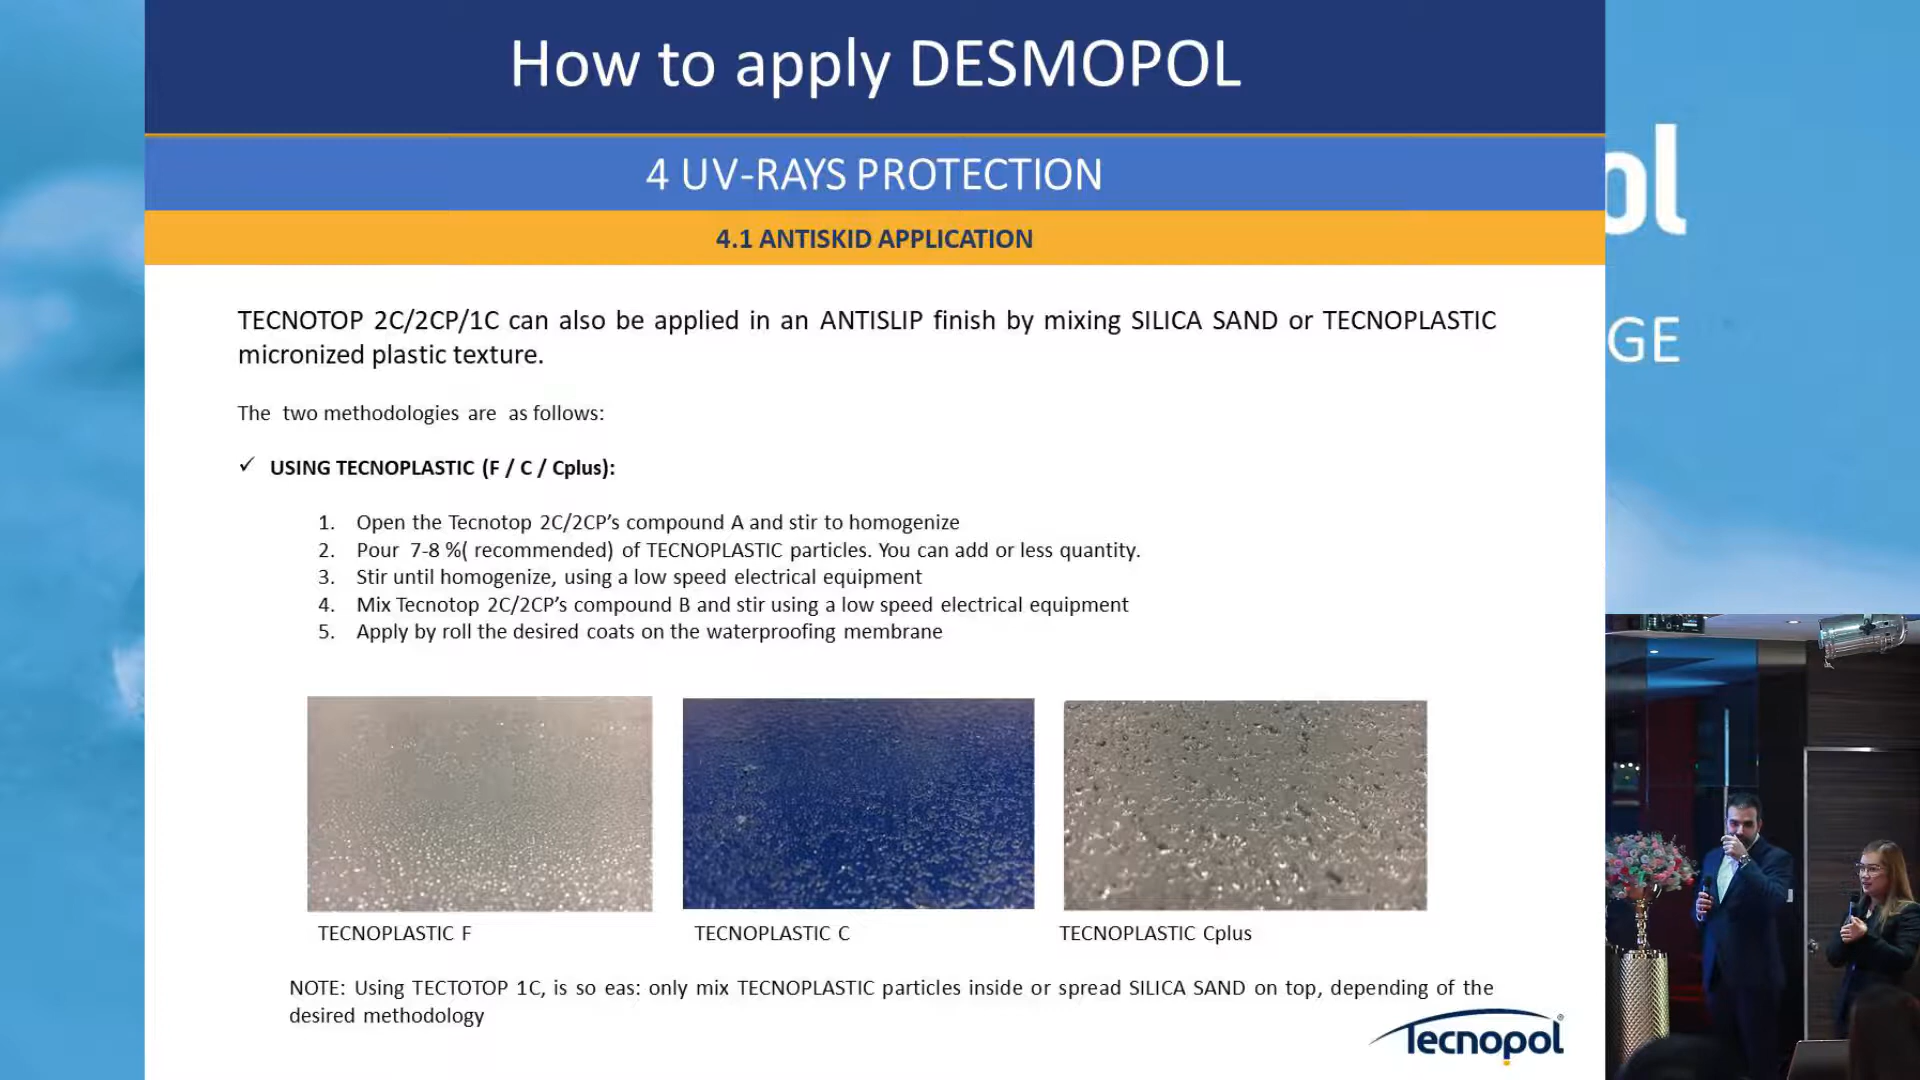 How to apply DESMOPOL
4 UV-RAYS PROTECTION
4.1 ANTISKID APPLICATION
ol
GE
TECNOTOP 2C/2CP/1C can also be applied in an ANTISLIP finish by mixing SILICA SAND or TECNOPLASTIC
micronized plastic texture.
The two methodologies are as follows:
✓ USING TECNOPLASTIC (F / C / Cplus):
1. Open the Tecnotop 2C/2CP’s compound A and stir to homogenize
2. Pour 7-8 %( recommended) of TECNOPLASTIC particles. You can add or less quantity.
3. Stir until homogenize, using a low speed electrical equipment
4. Mix Tecnotop 2C/2CP’s compound B and stir using a low speed electrical equipment
5. Apply by roll the desired coats on the waterproofing membrane
TECNOPLASTIC F
TECNOPLASTIC C
TECNOPLASTIC Cplus
NOTE: Using TECTOTOP 1C, is so eas: only mix TECNOPLASTIC particles inside or spread SILICA SAND on top, depending of the
desired methodology
Tecnopol®